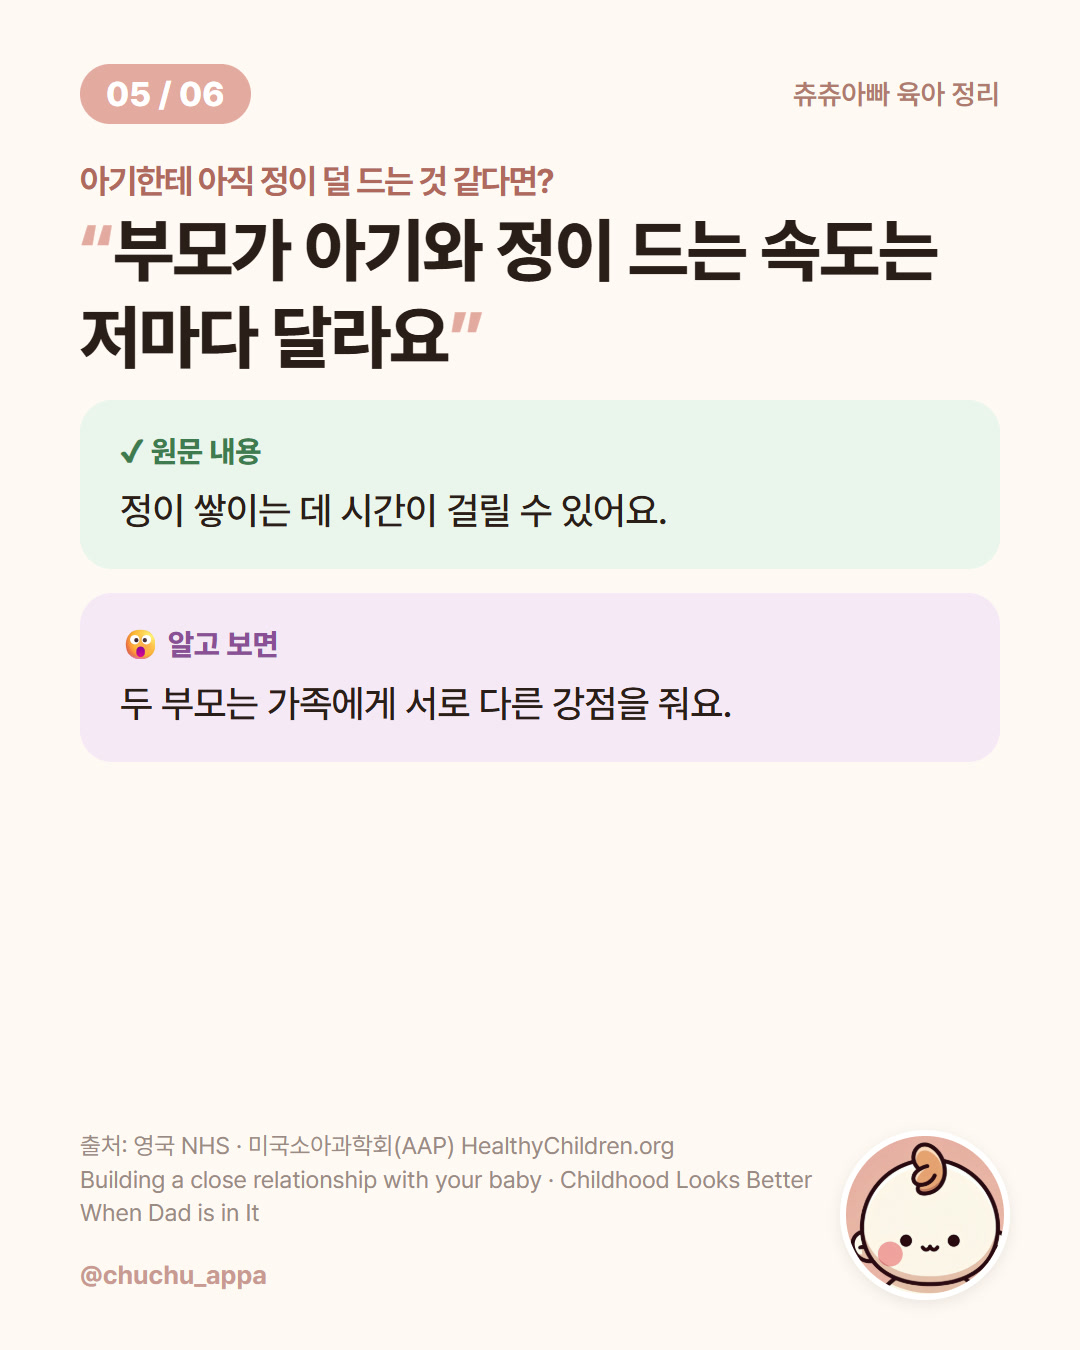 05 / 06
츄츄아빠 육아 정리
아기한테 아직 정이 덜 드는 것 같다면?
“부모가 아기와 정이 드는 속도는
저마다 달라요”
✓ 원문 내용
정이 쌓이는 데 시간이 걸릴 수 있어요.
😲 알고 보면
두 부모는 가족에게 서로 다른 강점을 줘요.
출처: 영국 NHS · 미국소아과학회(AAP) HealthyChildren.org
Building a close relationship with your baby · Childhood Looks Better
When Dad is in It
@chuchu_appa